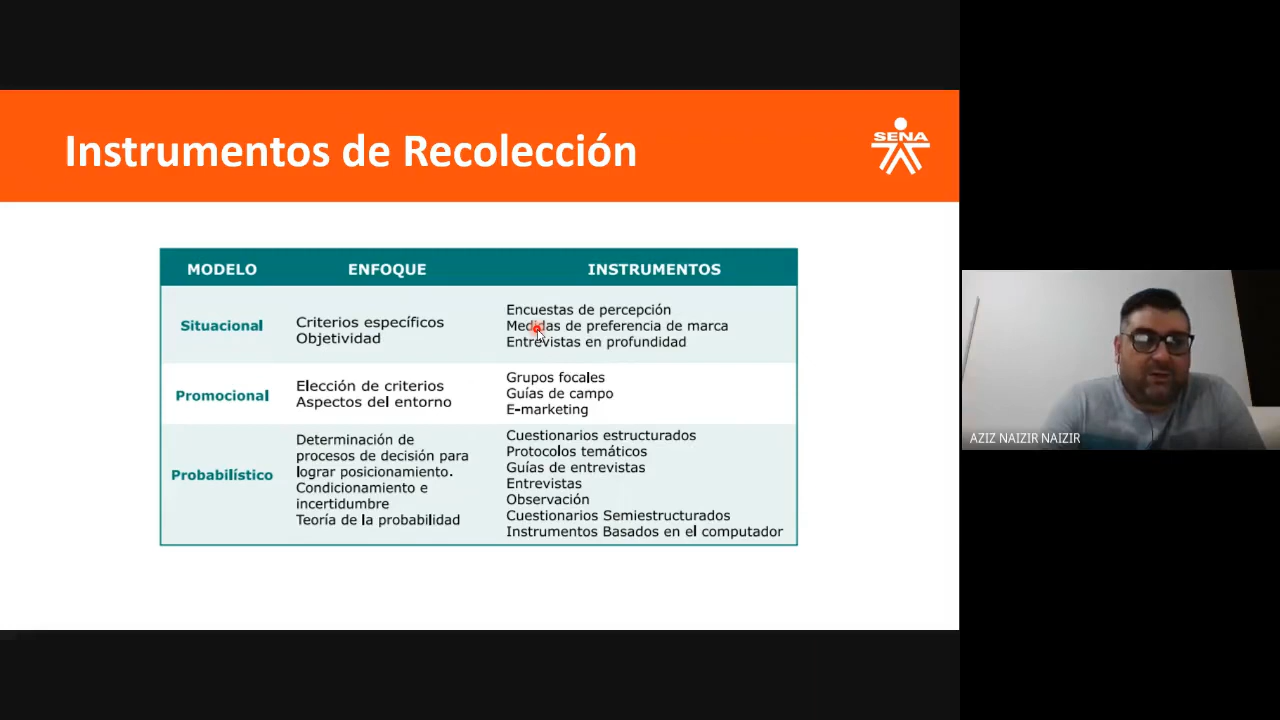 Instrumentos de Recolección
SENA
MODELO ENFOQUE INSTRUMENTOS
Situacional
Criterios específicos
Objetividad
Encuestas de percepción
Medidas de preferencia de marca
Entrevistas en profundidad
Promocional
Elección de criterios
Aspectos del entorno
Grupos focales
Guías de campo
E-marketing
Probabilístico
Determinación de
procesos de decisión para
lograr posicionamiento.
Condicionamiento e
incertidumbre
Teoría de la probabilidad
Cuestionarios estructurados
Protocolos temáticos
Guías de entrevistas
Entrevistas
Observación
Cuestionarios Semiestructurados
Instrumentos Basados en el computador
AZIZ NAIZIR NAIZIR